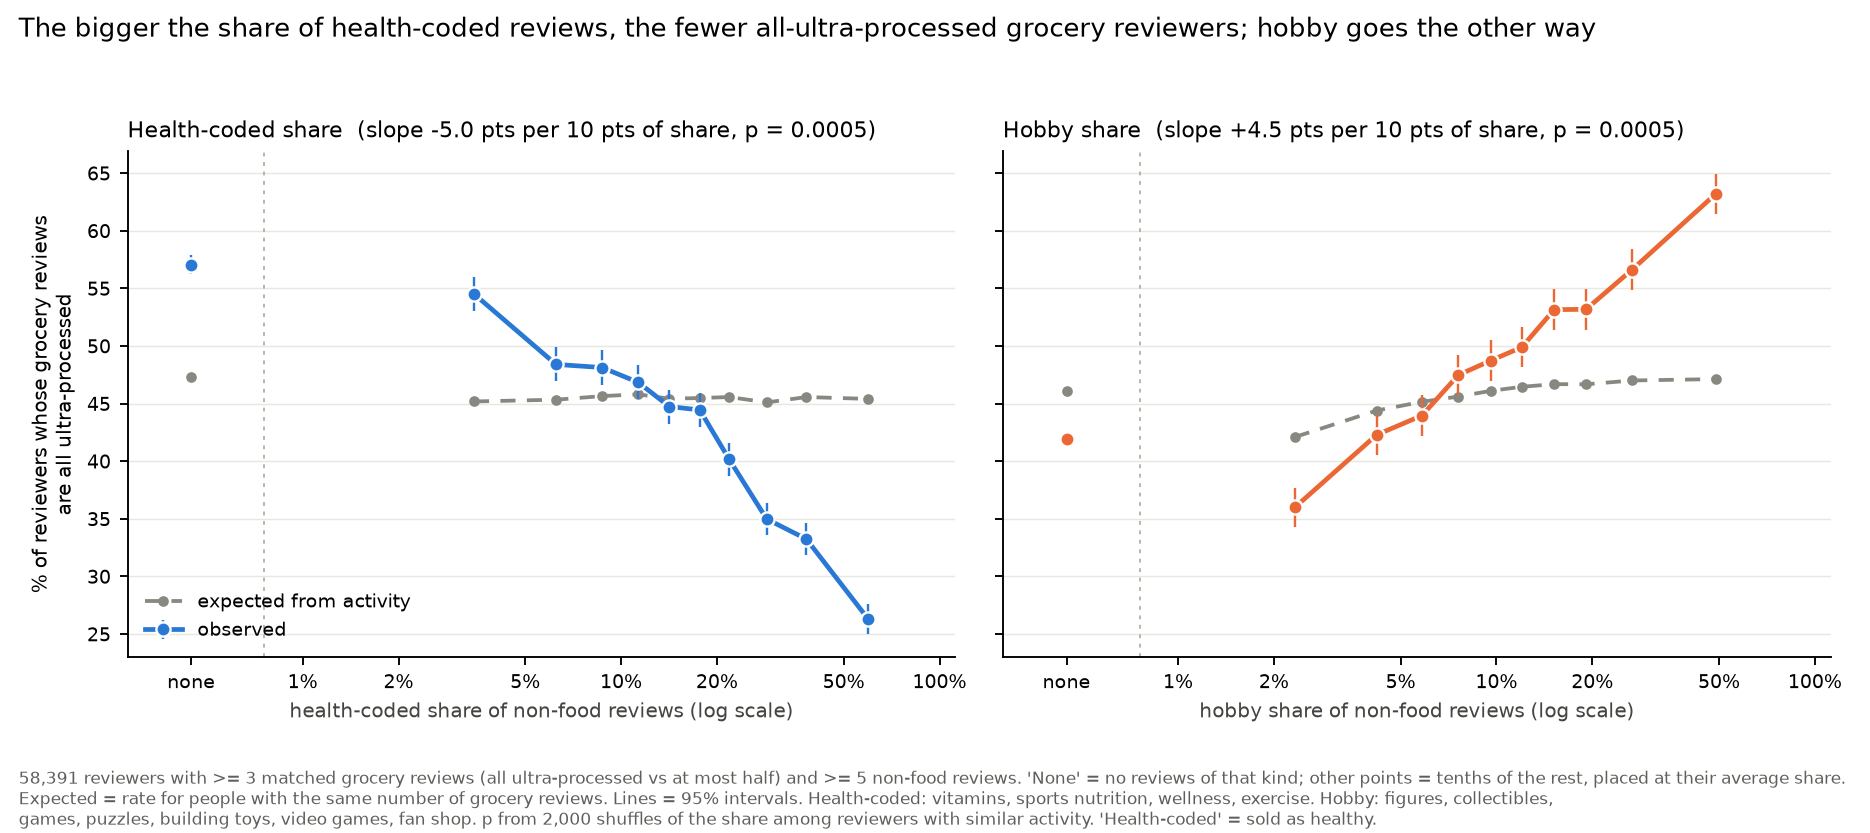 The bigger the share of health-coded reviews, the fewer all-ultra-processed grocery reviewers; hobby goes the other way
Health-coded share (slope -5.0 pts per 10 pts of share, p = 0.0005)
% of reviewers whose grocery reviews
are all ultra-processed
65
60
55
50
45
40
35
30
25
expected from activity
observed
none
1%
2%
5%
10%
20%
50%
100%
health-coded share of non-food reviews (log scale)
Hobby share (slope +4.5 pts per 10 pts of share, p = 0.0005)
none
1%
2%
5%
10%
20%
50%
100%
hobby share of non-food reviews (log scale)
58,391 reviewers with >= 3 matched grocery reviews (all ultra-processed vs at most half) and >= 5 non-food reviews. 'None' = no reviews of that kind; other points = tenths of the rest, placed at their average share.
Expected = rate for people with the same number of grocery reviews. Lines = 95% intervals. Health-coded: vitamins, sports nutrition, wellness, exercise. Hobby: figures, collectibles,
games, puzzles, building toys, video games, fan shop. p from 2,000 shuffles of the share among reviewers with similar activity. 'Health-coded' = sold as healthy.